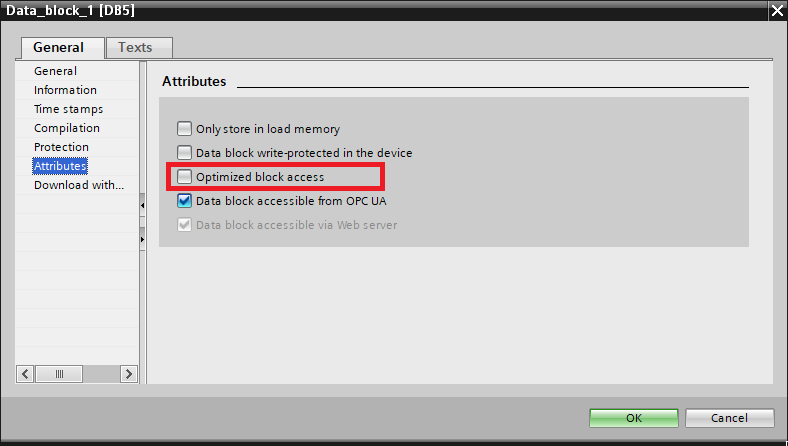 Data_block_1 [DB5]
General
Texts
General
Information
Time stamps
Compilation
Protection
Attributes
Download with...
Attributes
Only store in load memory
Data block write-protected in the device
Optimized block access
Data block accessible from OPC UA
Data block accessible via Web server
OK
Cancel